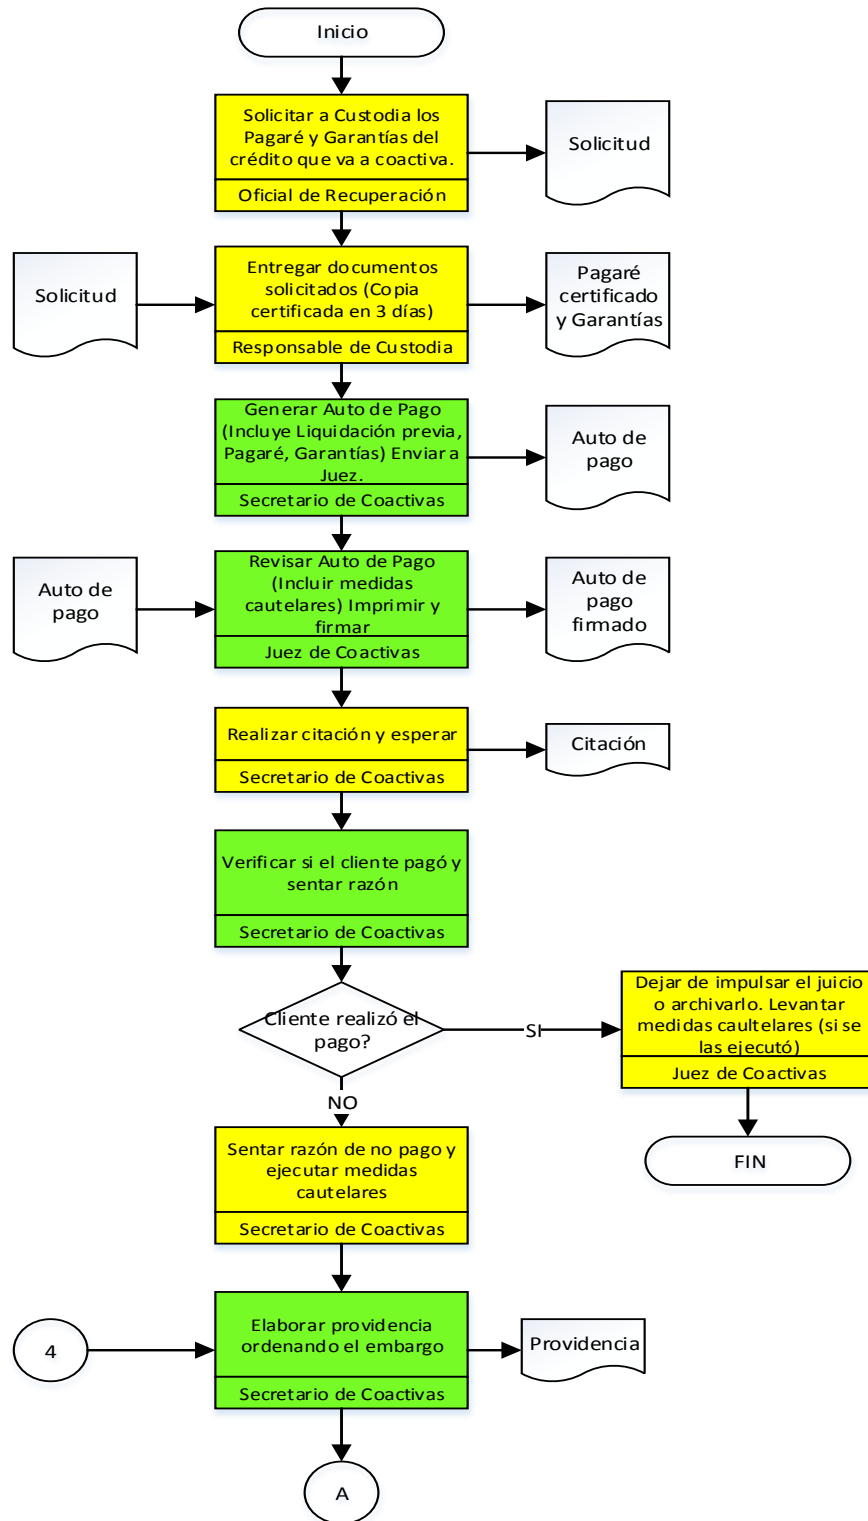 Inicio
Solicitar a Custodia los
Pagaré y Garantías del
crédito que va a coactiva.
Oficial de Recuperación
Solicitud
Solicitud
Entregar documentos
solicitados (Copia
certificada en 3 días)
Responsable de Custodia
Pagaré
certificado
y Garantías
Generar Auto de Pago
(Incluye Liquidación previa,
Pagaré, Garantías) Enviar a
Juez.
Secretario de Coactivas
Auto de
pago
Auto de
pago
Revisar Auto de Pago
(Incluir medidas
cautelares) Imprimir y
firmar
Juez de Coactivas
Auto de
pago
firmado
Realizar citación y esperar
Secretario de Coactivas
Citación
Verificar si el cliente pagó y
sentar razón
Secretario de Coactivas
Cliente realizó el
pago?
SI
Dejar de impulsar el juicio
o archivarlo. Levantar
medidas caultelares (si se
las ejecutó)
Juez de Coactivas
FIN
NO
Sentar razón de no pago y
ejecutar medidas
cautelares
Secretario de Coactivas
4
Elaborar providencia
ordenando el embargo
Secretario de Coactivas
Providencia
A